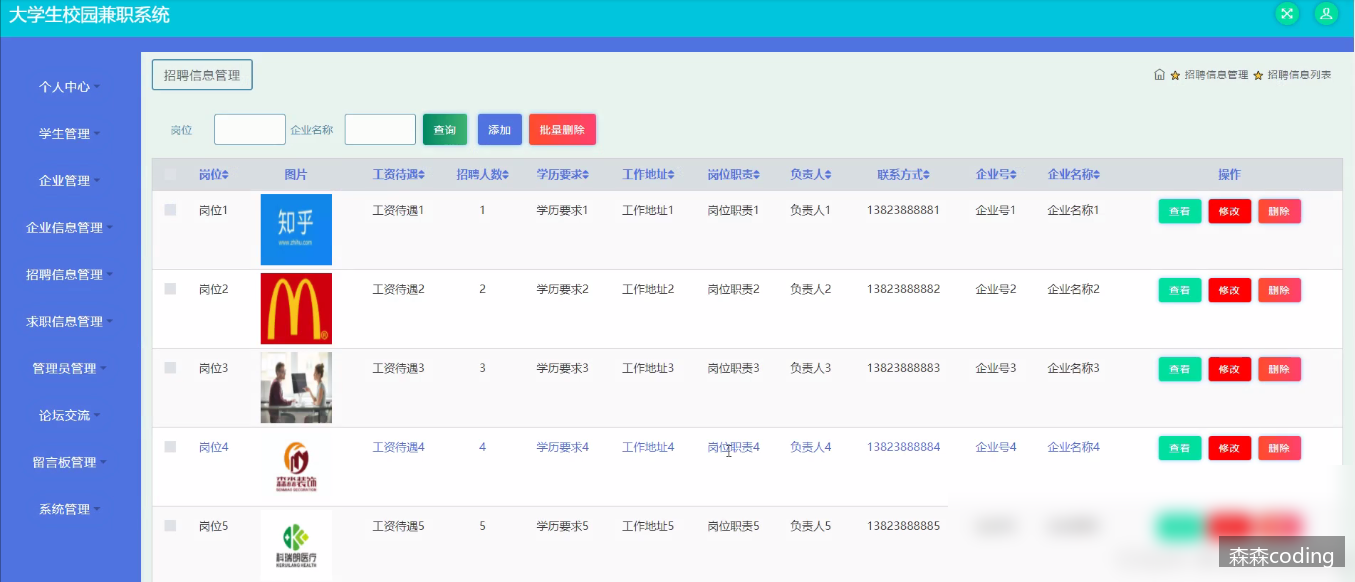 大学生校园兼职系统
个人中心
学生管理
企业管理
企业信息管理
招聘信息管理
求职信息管理
管理员管理
论坛交流
留言板管理
系统管理
招聘信息管理
招聘信息管理 招聘信息列表
岗位 企业名称 查询 添加 批量删除
岗位 图片 工资待遇 招聘人数 学历要求 工作地址 岗位职责 负责人 联系方式 企业号 企业名称 操作
岗位1 工资待遇1 1 学历要求1 工作地址1 岗位职责1 负责人1 13823888881 企业号1 企业名称1 查看 修改 删除
知乎
www.zhihu.com
岗位2 工资待遇2 2 学历要求2 工作地址2 岗位职责2 负责人2 13823888882 企业号2 企业名称2 查看 修改 删除
岗位3 工资待遇3 3 学历要求3 工作地址3 岗位职责3 负责人3 13823888883 企业号3 企业名称3 查看 修改 删除
岗位4 工资待遇4 4 学历要求4 工作地址4 岗位职责4 负责人4 13823888884 企业号4 企业名称4 查看 修改 删除
森淼装饰
岗位5 工资待遇5 5 学历要求5 工作地址5 岗位职责5 负责人5 13823888885
科瑞朗医疗
KERUILANG HEALTH
森森coding